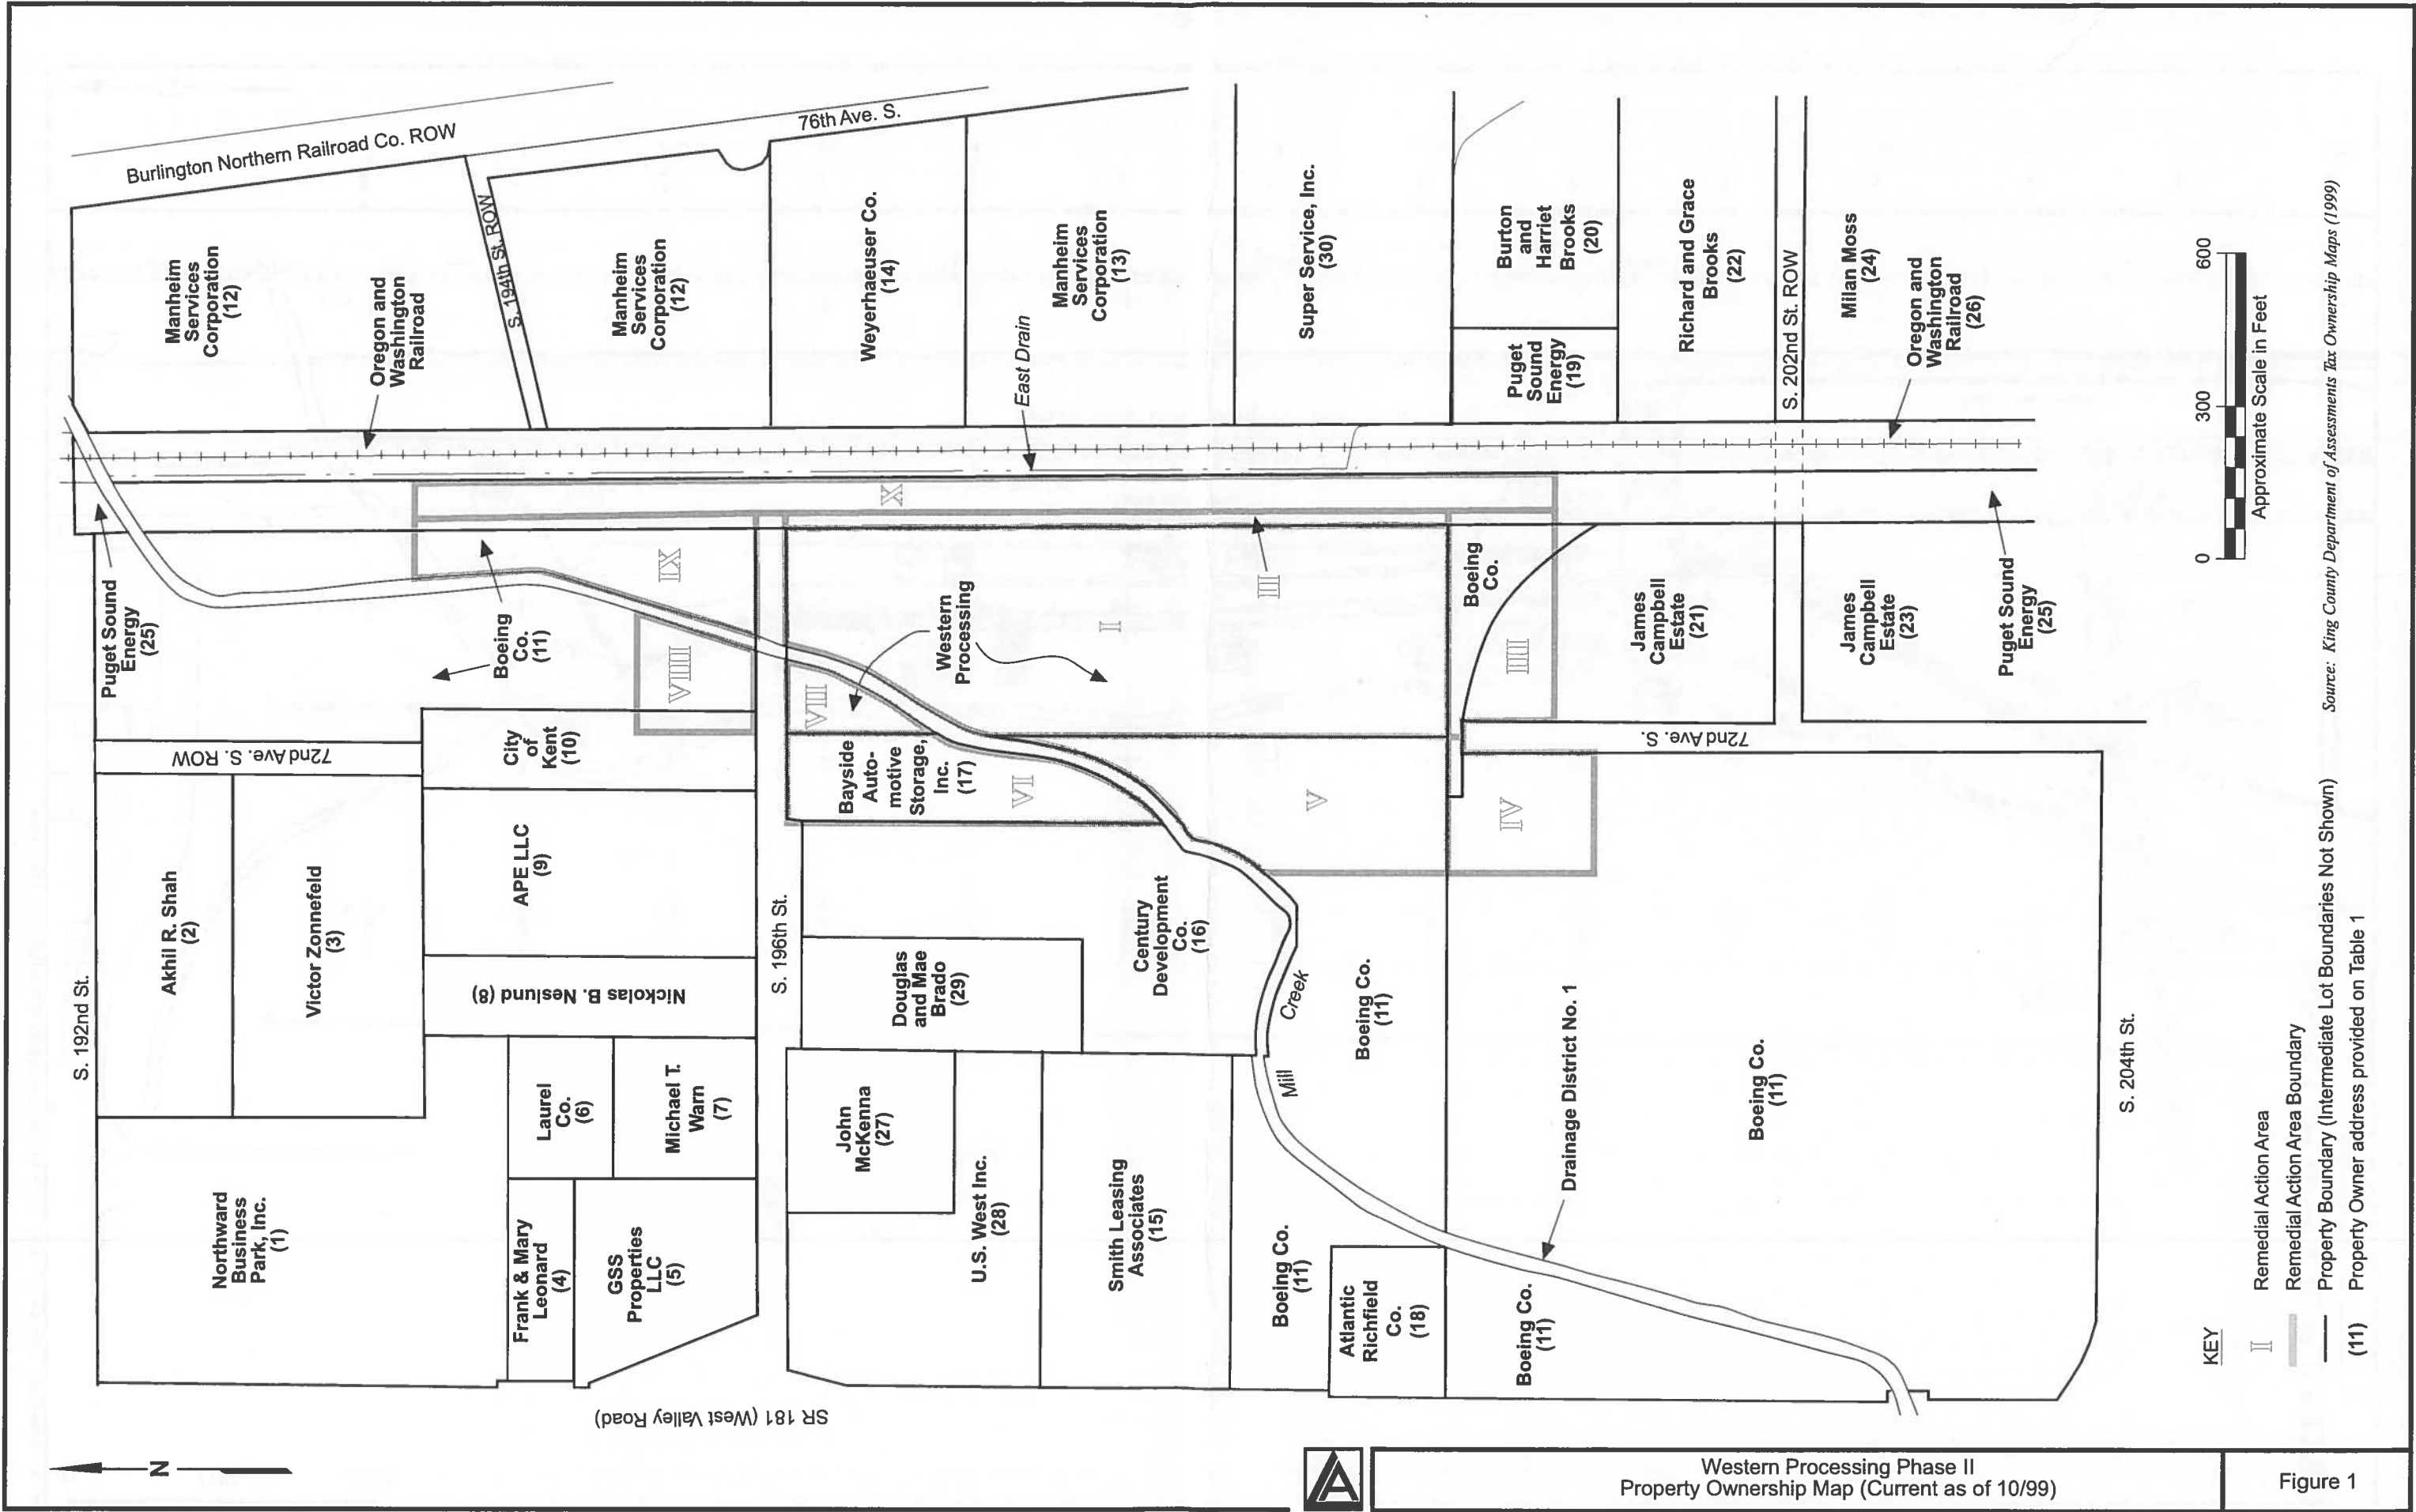 Burlington Northern Railroad Co. ROW
76th Ave. S.
Manheim
Services
Corporation
(12)
Oregon and
Washington
Railroad
S. 194th St. ROW
Manheim
Services
Corporation
(12)
Weyerhaeuser Co.
(14)
Manheim
Services
Corporation
(13)
East Drain
Super Service, Inc.
(30)
Burton
and
Harriet
Brooks
(20)
Puget
Sound
Energy
(19)
Richard and Grace
Brooks
(22)
S. 202nd St. ROW
Milan Moss
(24)
Oregon and
Washington
Railroad
(26)
Puget Sound
Energy
(25)
Boeing
Co.
(11)
IX
X
VIII
VIII
Western
Processing
I
III
Boeing
Co.
IIII
James
Campbell
Estate
(21)
James
Campbell
Estate
(23)
Puget Sound
Energy
(25)
72nd Ave. S. ROW
City
of
Kent
(10)
Bayside
Auto-
motive
Storage,
Inc.
(17)
VI
V
IV
72nd Ave. S.
S. 192nd St.
Akhil R. Shah
(2)
Victor Zonnefeld
(3)
APE LLC
(9)
Nickolas B. Neslund (8)
S. 196th St.
Douglas
and Mae
Brado
(29)
Century
Development
Co.
(16)
Mill
Creek
Boeing Co.
(11)
Drainage District No. 1
Boeing Co.
(11)
S. 204th St.
Northward
Business
Park, Inc.
(1)
Laurel
Co.
(6)
Michael T.
Warn
(7)
Frank & Mary
Leonard
(4)
GSS
Properties
LLC
(5)
John
McKenna
(27)
U.S. West Inc.
(28)
Smith Leasing
Associates
(15)
Boeing Co.
(11)
Atlantic
Richfield
Co.
(18)
Boeing Co.
(11)
SR 181 (West Valley Road)
N
0 300 600
Approximate Scale in Feet
Source: King County Department of Assessments Tax Ownership Maps (1999)
KEY
II Remedial Action Area
Remedial Action Area Boundary
Property Boundary (Intermediate Lot Boundaries Not Shown)
(11) Property Owner address provided on Table 1
Western Processing Phase II
Property Ownership Map (Current as of 10/99)
Figure 1